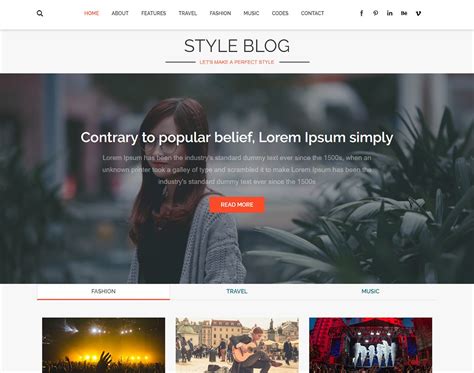 HOME ABOUT FEATURES TRAVEL FASHION MUSIC CODES CONTACT
STYLE BLOG
LET'S MAKE A PERFECT STYLE
Contrary to popular belief, Lorem Ipsum simply
Lorem Ipsum has been the industry's standard dummy text ever since the 1500s, when an
unknown printer took a galley of type and scrambled it to make Lorem Ipsum has been the
industry's standard dummy text ever since the 1500s
READ MORE
FASHION TRAVEL MUSIC